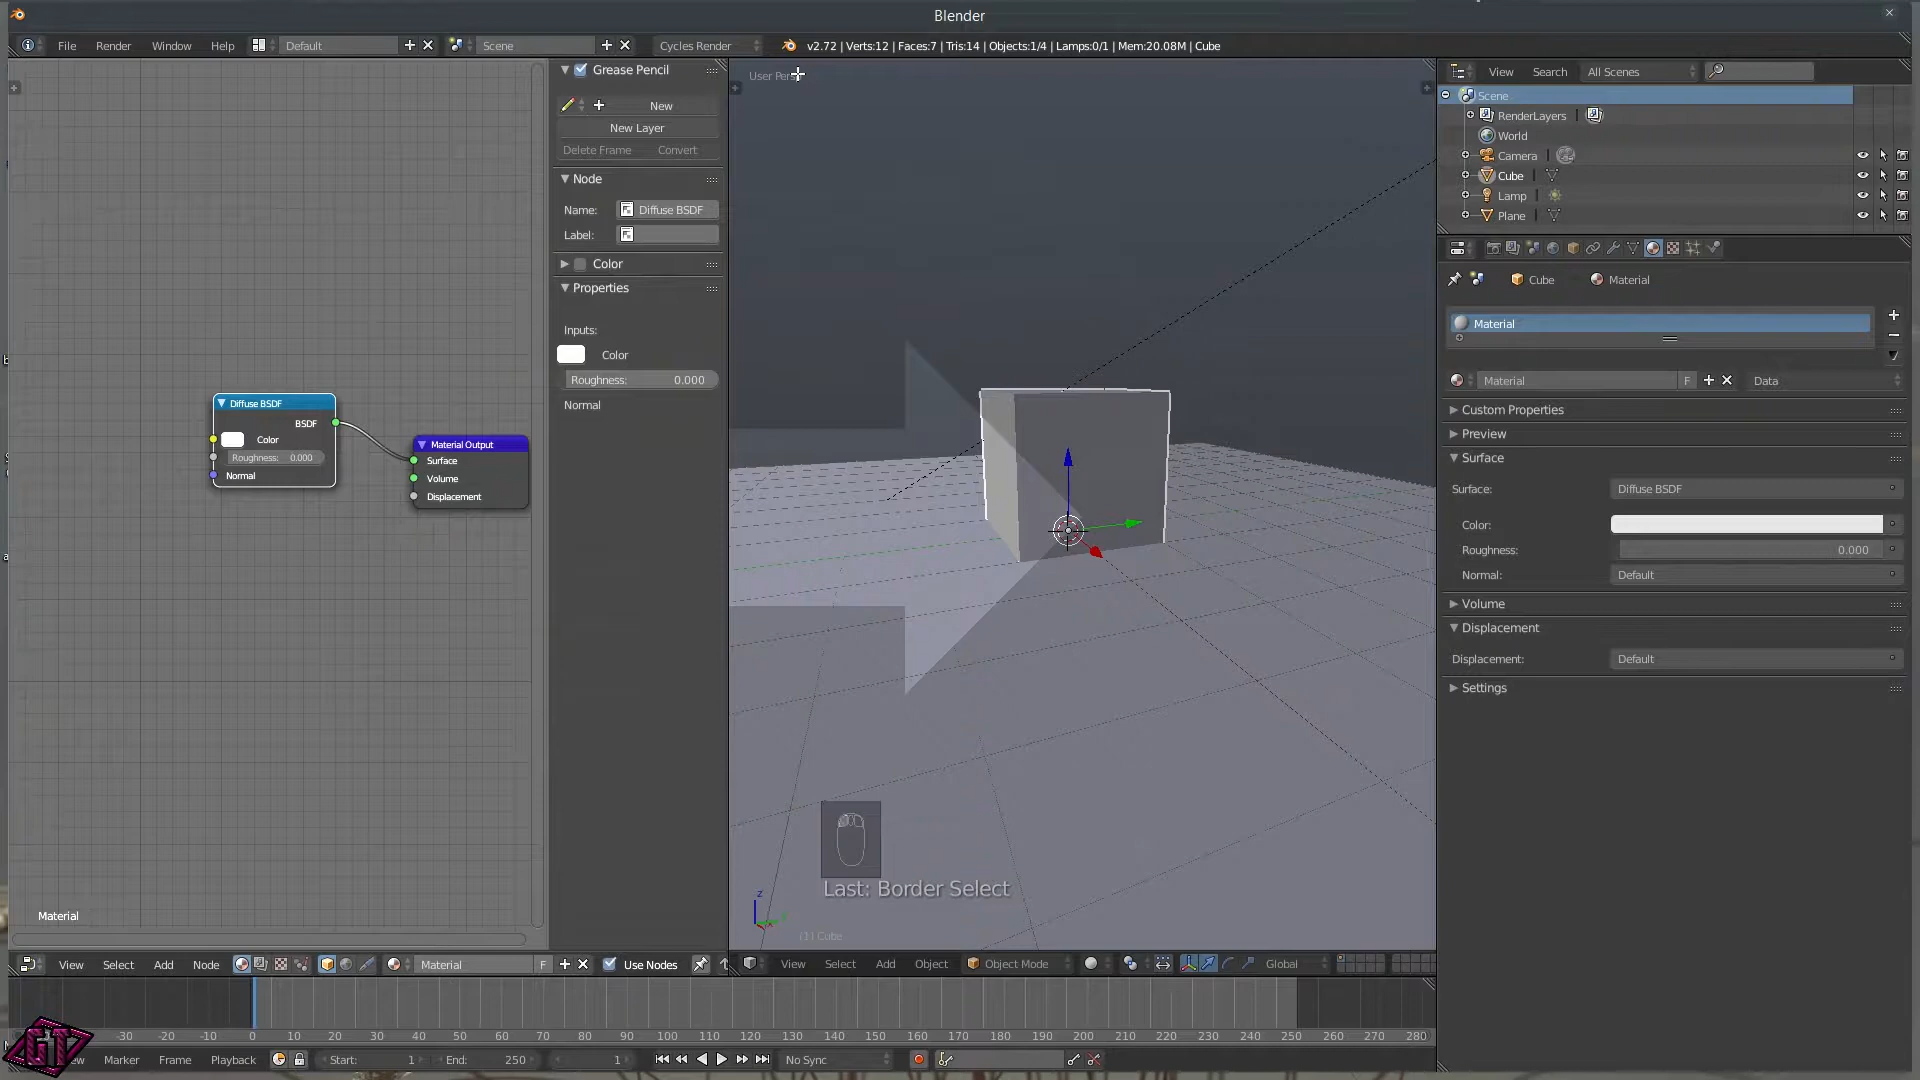 Blender
File Render Window Help Default Scene Cycles Render v2.72 | Verts:12 | Faces:7 | Tris:14 | Objects:1/4 | Lamps:0/1 | Mem:20.08M | Cube
Grease Pencil
New
New Layer
Delete Frame Convert
Node
Name: Diffuse BSDF
Label:
Color
Properties
Inputs:
Color
Roughness: 0.000
Normal
Diffuse BSDF
BSDF
Color
Roughness: 0.000
Normal
Material Output
Surface
Volume
Displacement
Material
User
Last: Border Select
(1) Cube
z
View Search All Scenes
Scene
RenderLayers |
World
Camera |
Cube |
Lamp |
Plane |
Cube Material
Material
Material F Data
Custom Properties
Preview
Surface
Surface: Diffuse BSDF
Color:
Roughness: 0.000
Normal: Default
Volume
Displacement
Displacement: Default
Settings
View Select Add Node Material F Use Nodes
View Select Add Object Object Mode Global
-30 -20 -10 0 10 20 30 40 50 60 70 80 90 100 110 120 130 140 150 160 170 180 190 200 210 220 230 240 250 260 270 280
GT
Marker Frame Playback Start: 1 End: 250 1 No Sync